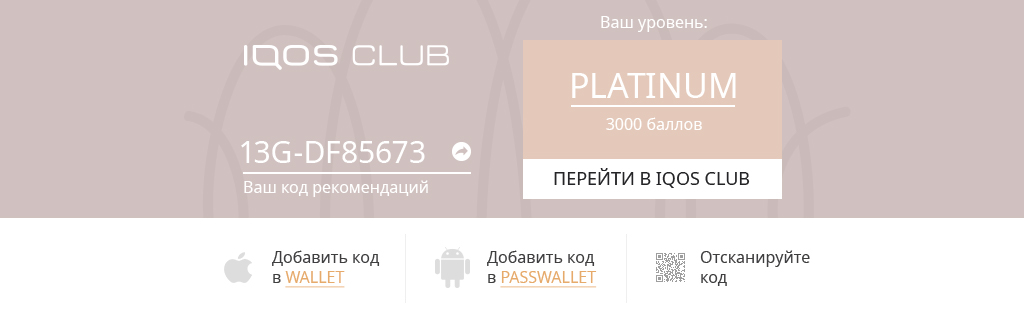 IQOS CLUB
13G-DF85673
Ваш код рекомендаций
Ваш уровень:
PLATINUM
3000 баллов
ПЕРЕЙТИ В IQOS CLUB
Добавить код
в WALLET
Добавить код
в PASSWALLET
Отсканируйте
код